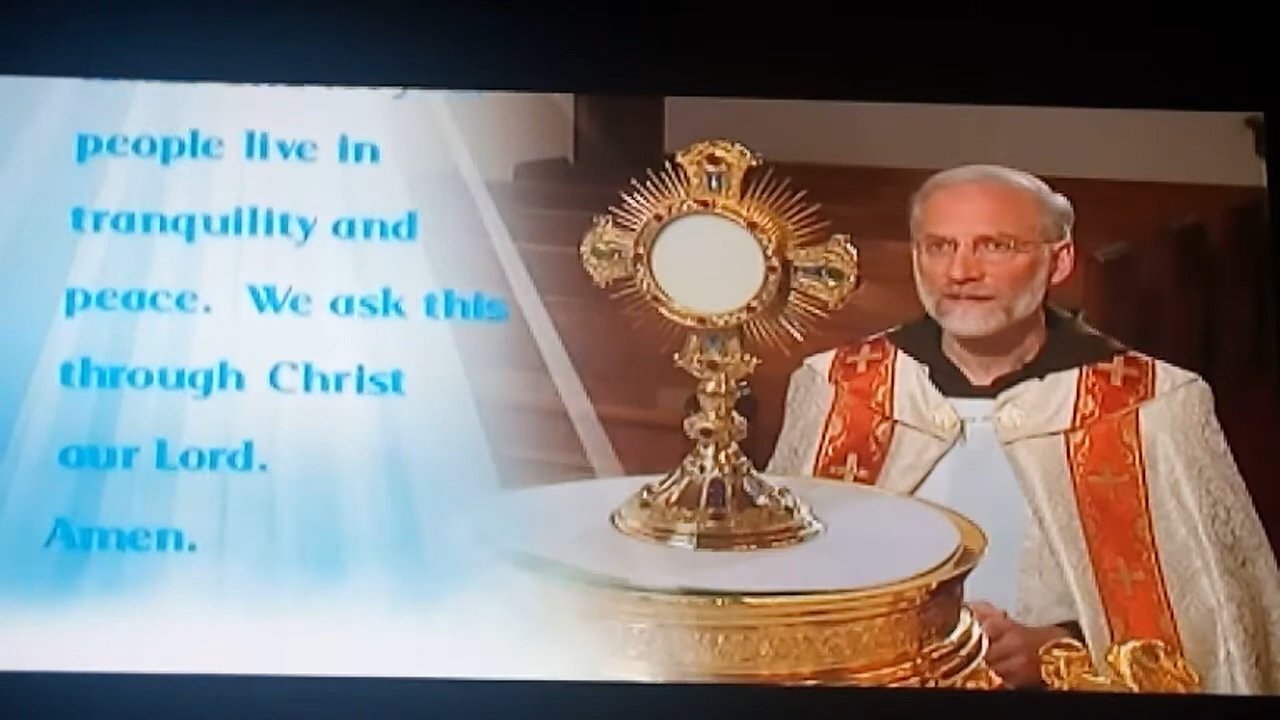 people live in
tranquility and
peace. We ask this
through Christ
our Lord.
Amen.